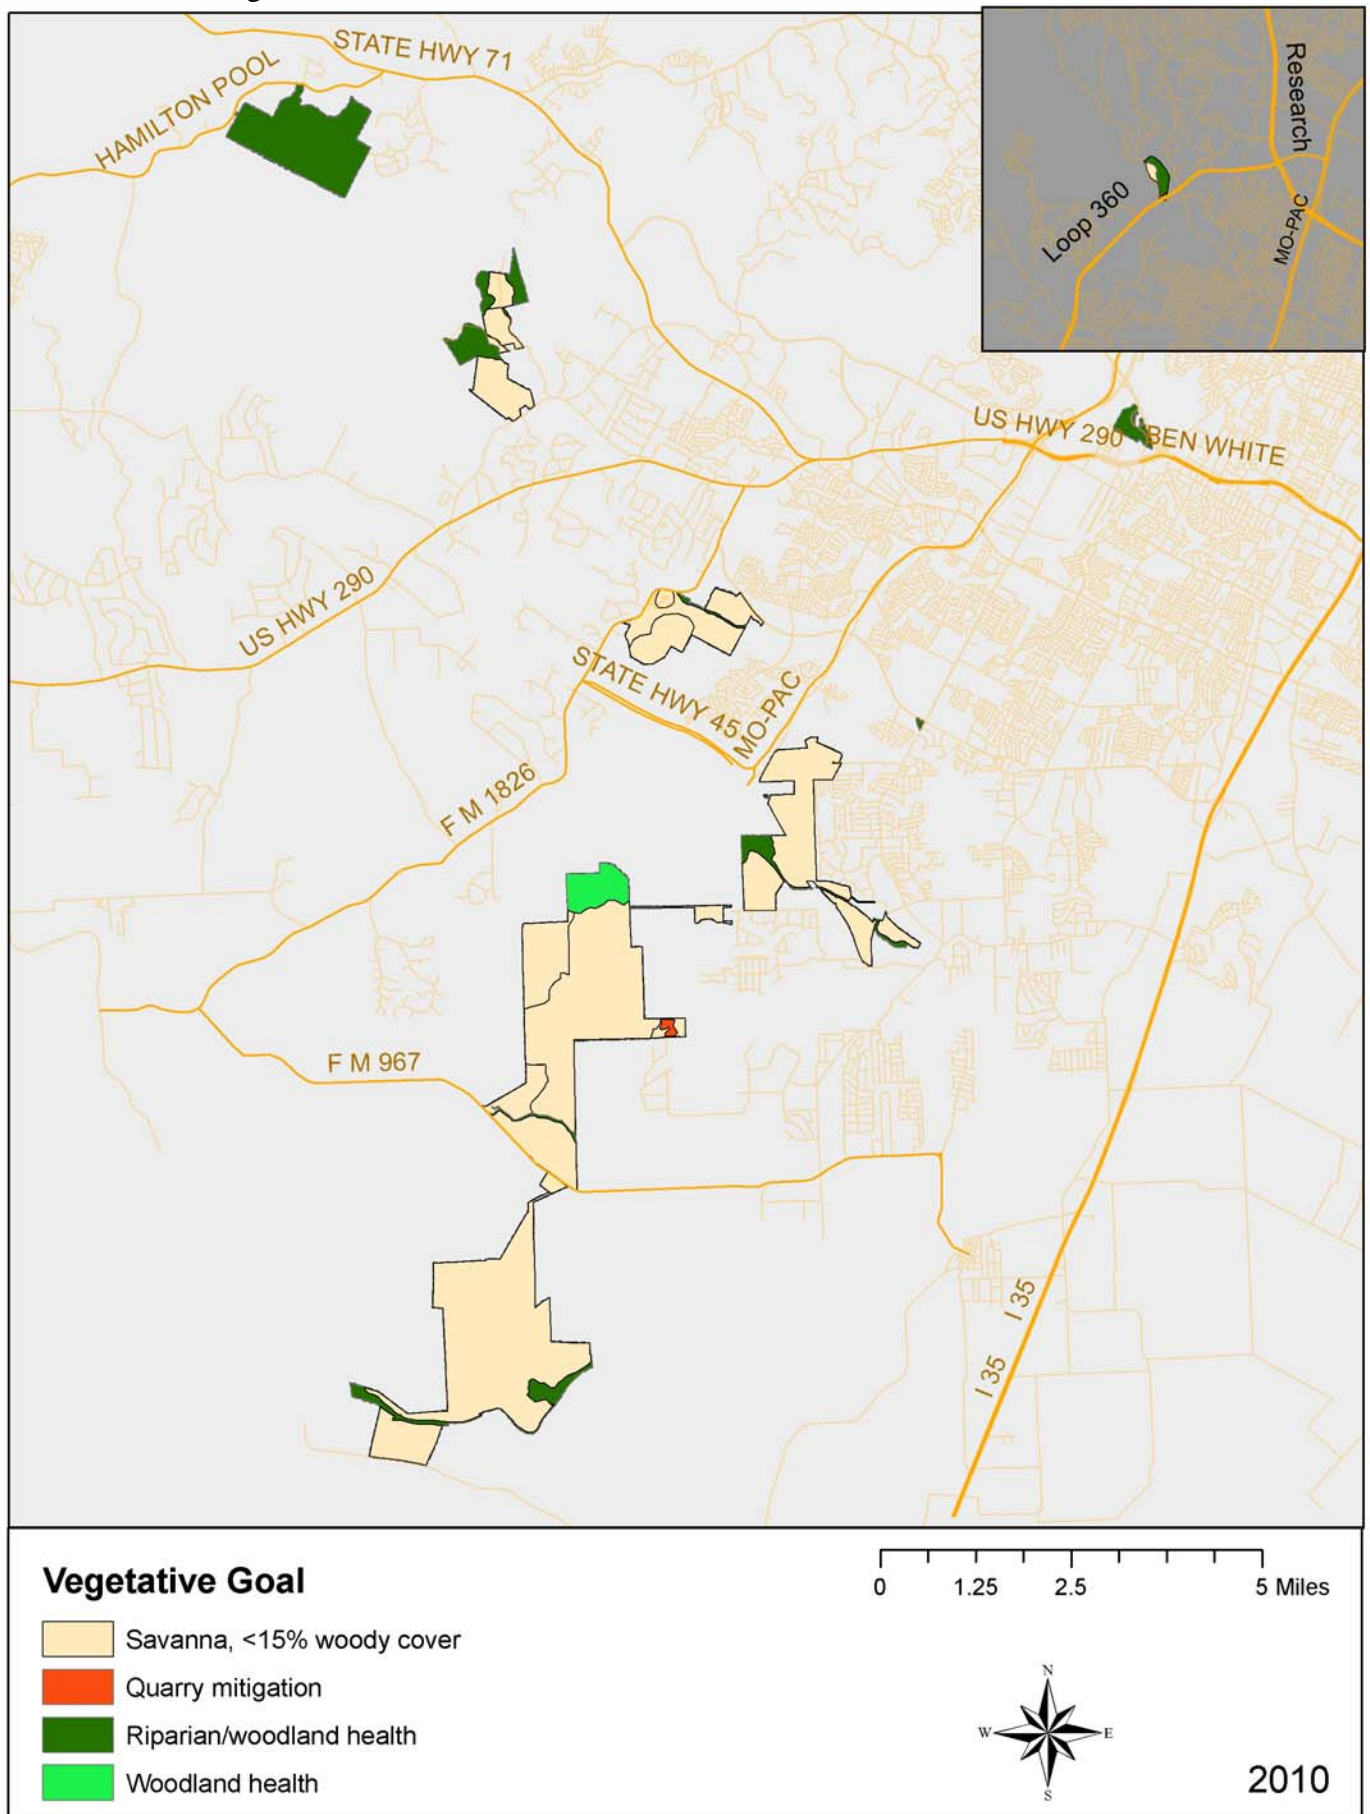 STATE HWY 71
HAMILTON POOL
Research
Loop 360
MO-PAC
US HWY 290
BEN WHITE
US HWY 290
STATE HWY 45
MO-PAC
F M 1826
F M 967
I 35
I 35
Vegetative Goal
Savanna, <15% woody cover
Quarry mitigation
Riparian/woodland health
Woodland health
0 1.25 2.5 5 Miles
N
W E
S
2010